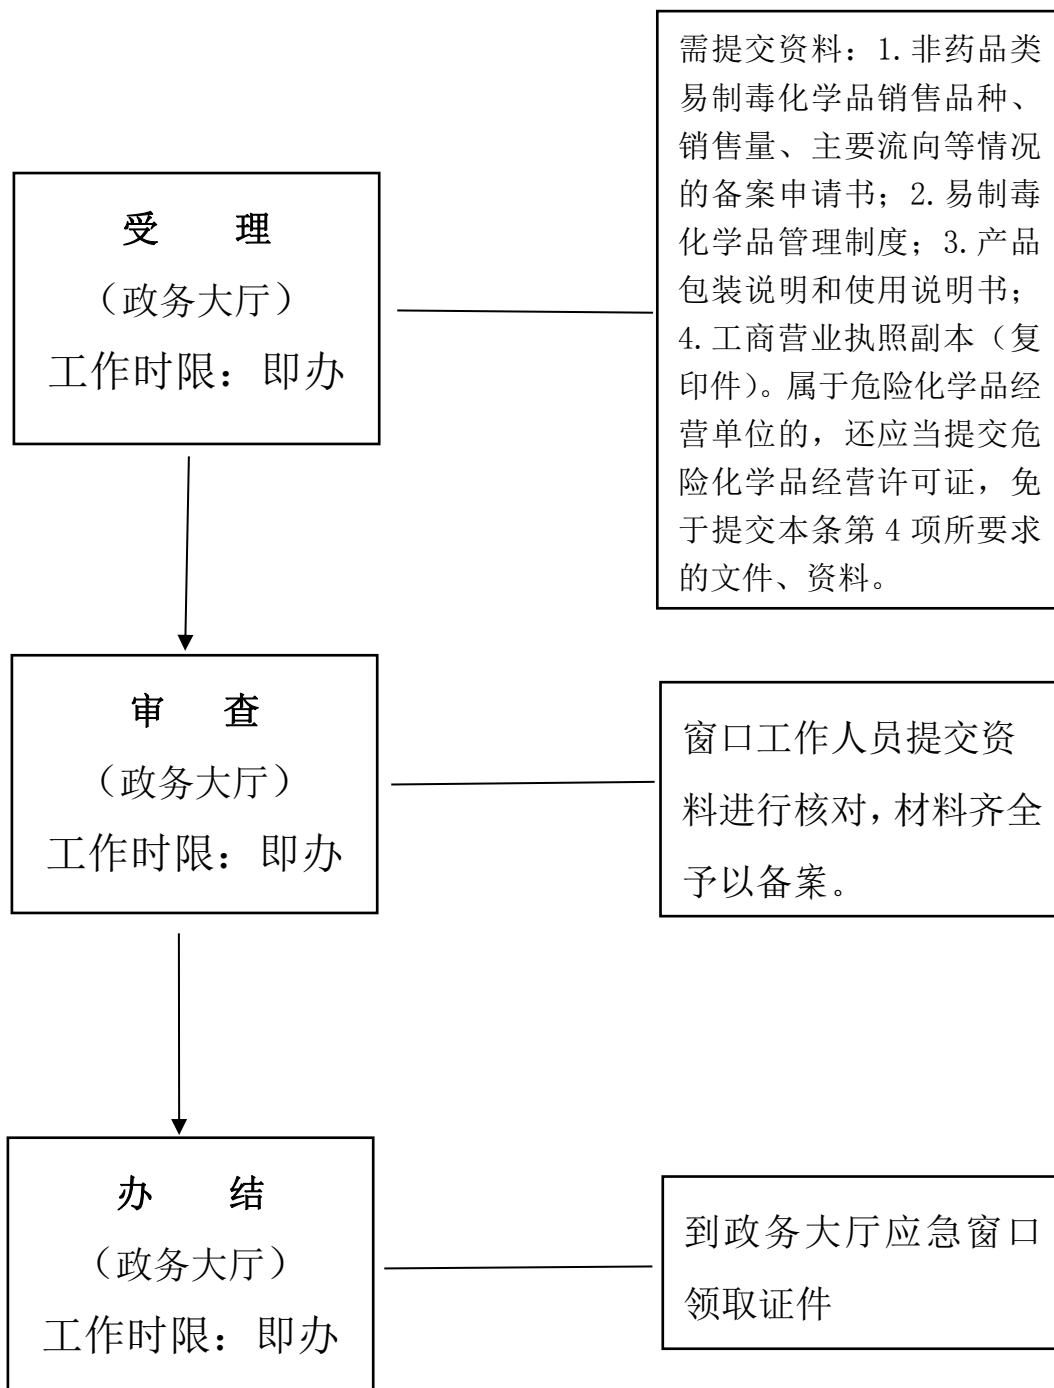 受 理
（政务大厅）
工作时限：即办
需提交资料：1.非药品类
易制毒化学品销售品种、
销售量、主要流向等情况
的备案申请书；2.易制毒
化学品管理制度；3.产品
包装说明和使用说明书；
4.工商营业执照副本（复
印件）。属于危险化学品经
营单位的，还应当提交危
险化学品经营许可证，免
于提交本条第 4 项所要求
的文件、资料。
审 查
（政务大厅）
工作时限：即办
窗口工作人员提交资
料进行核对，材料齐全
予以备案。
办 结
（政务大厅）
工作时限：即办
到政务大厅应急窗口
领取证件